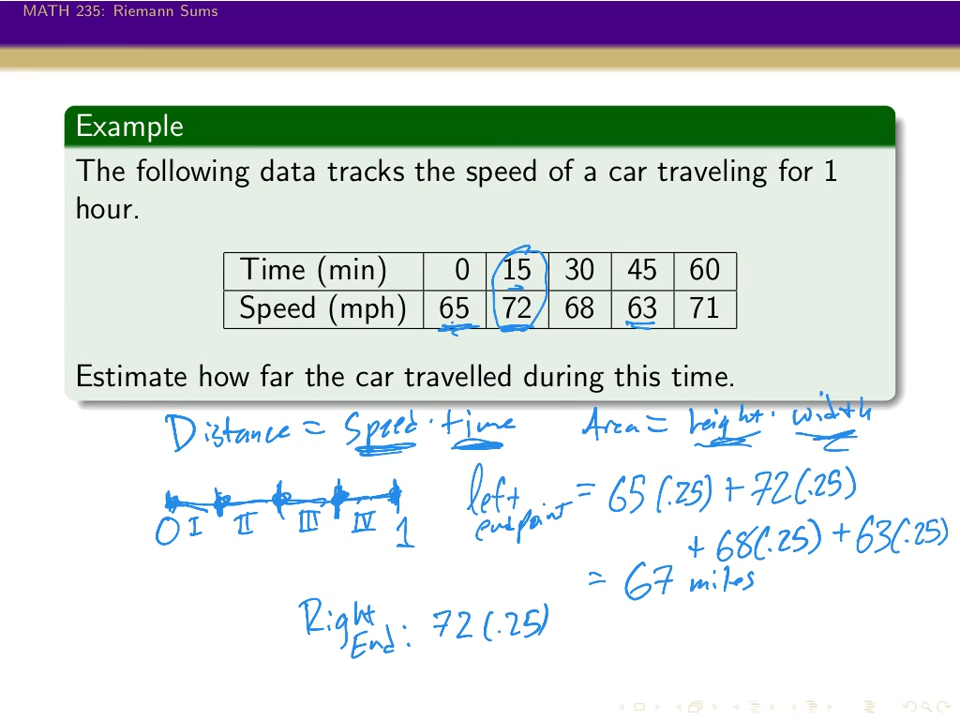 MATH 235: Riemann Sums
Example
The following data tracks the speed of a car traveling for 1
hour.
Time (min) 0 15 30 45 60
Speed (mph) 65 72 68 63 71
Estimate how far the car travelled during this time.
Distance = Speed · time Area = height · width
0 I II III IV 1
left endpoint = 65(.25) + 72(.25)
+ 68(.25) + 63(.25)
= 67 miles
Right End: 72(.25)